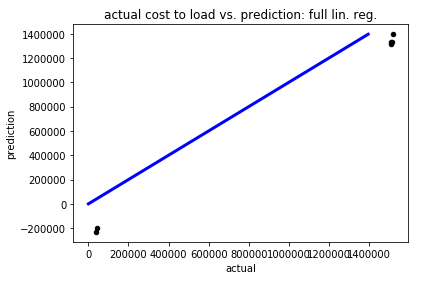 actual cost to load vs. prediction: full lin. reg.
1400000
1200000
1000000
800000
600000
400000
200000
0
−200000
prediction
0 200000 400000 600000 800000 1000000 1200000 1400000
actual